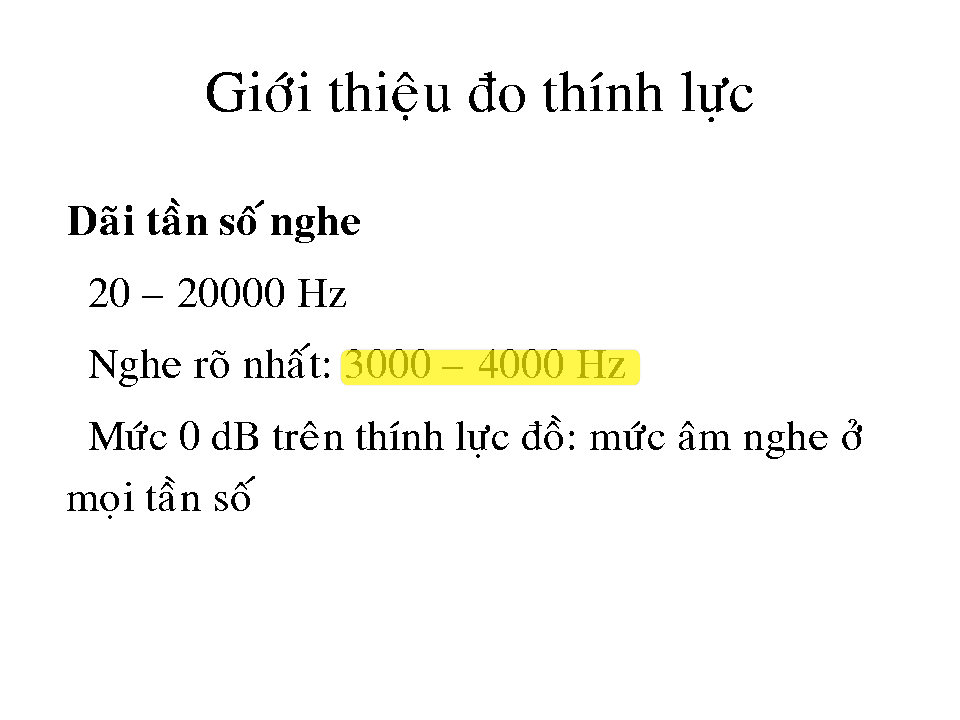 Giới thiệu đo thính lực
Dãi tần số nghe
20 – 20000 Hz
Nghe rõ nhất: 3000 – 4000 Hz
Mức 0 dB trên thính lực đồ: mức âm nghe ở
mọi tần số